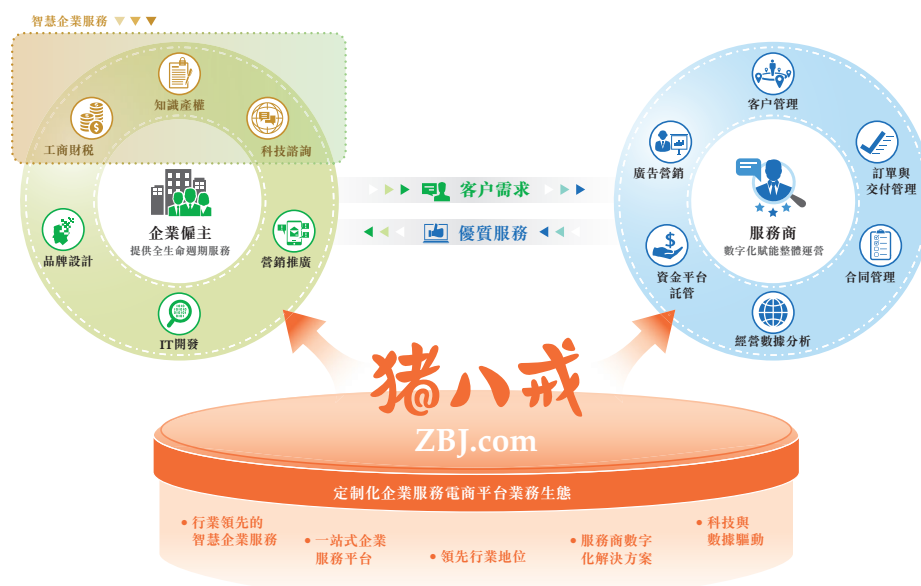 智慧企業服務
知識產權
工商財稅
科技諮詢
企業僱主
提供全生命週期服務
品牌設計
營銷推廣
IT開發
客户需求
優質服務
客户管理
廣告營銷
訂單與
交付管理
服務商
數字化賦能整體運營
資金平台
託管
合同管理
經營數據分析
猪八戒
ZBJ.com
定制化企業服務電商平台業務生態
• 行業領先的
智慧企業服務
• 一站式企業
服務平台
• 領先行業地位
• 服務商數字
化解決方案
• 科技與
數據驅動